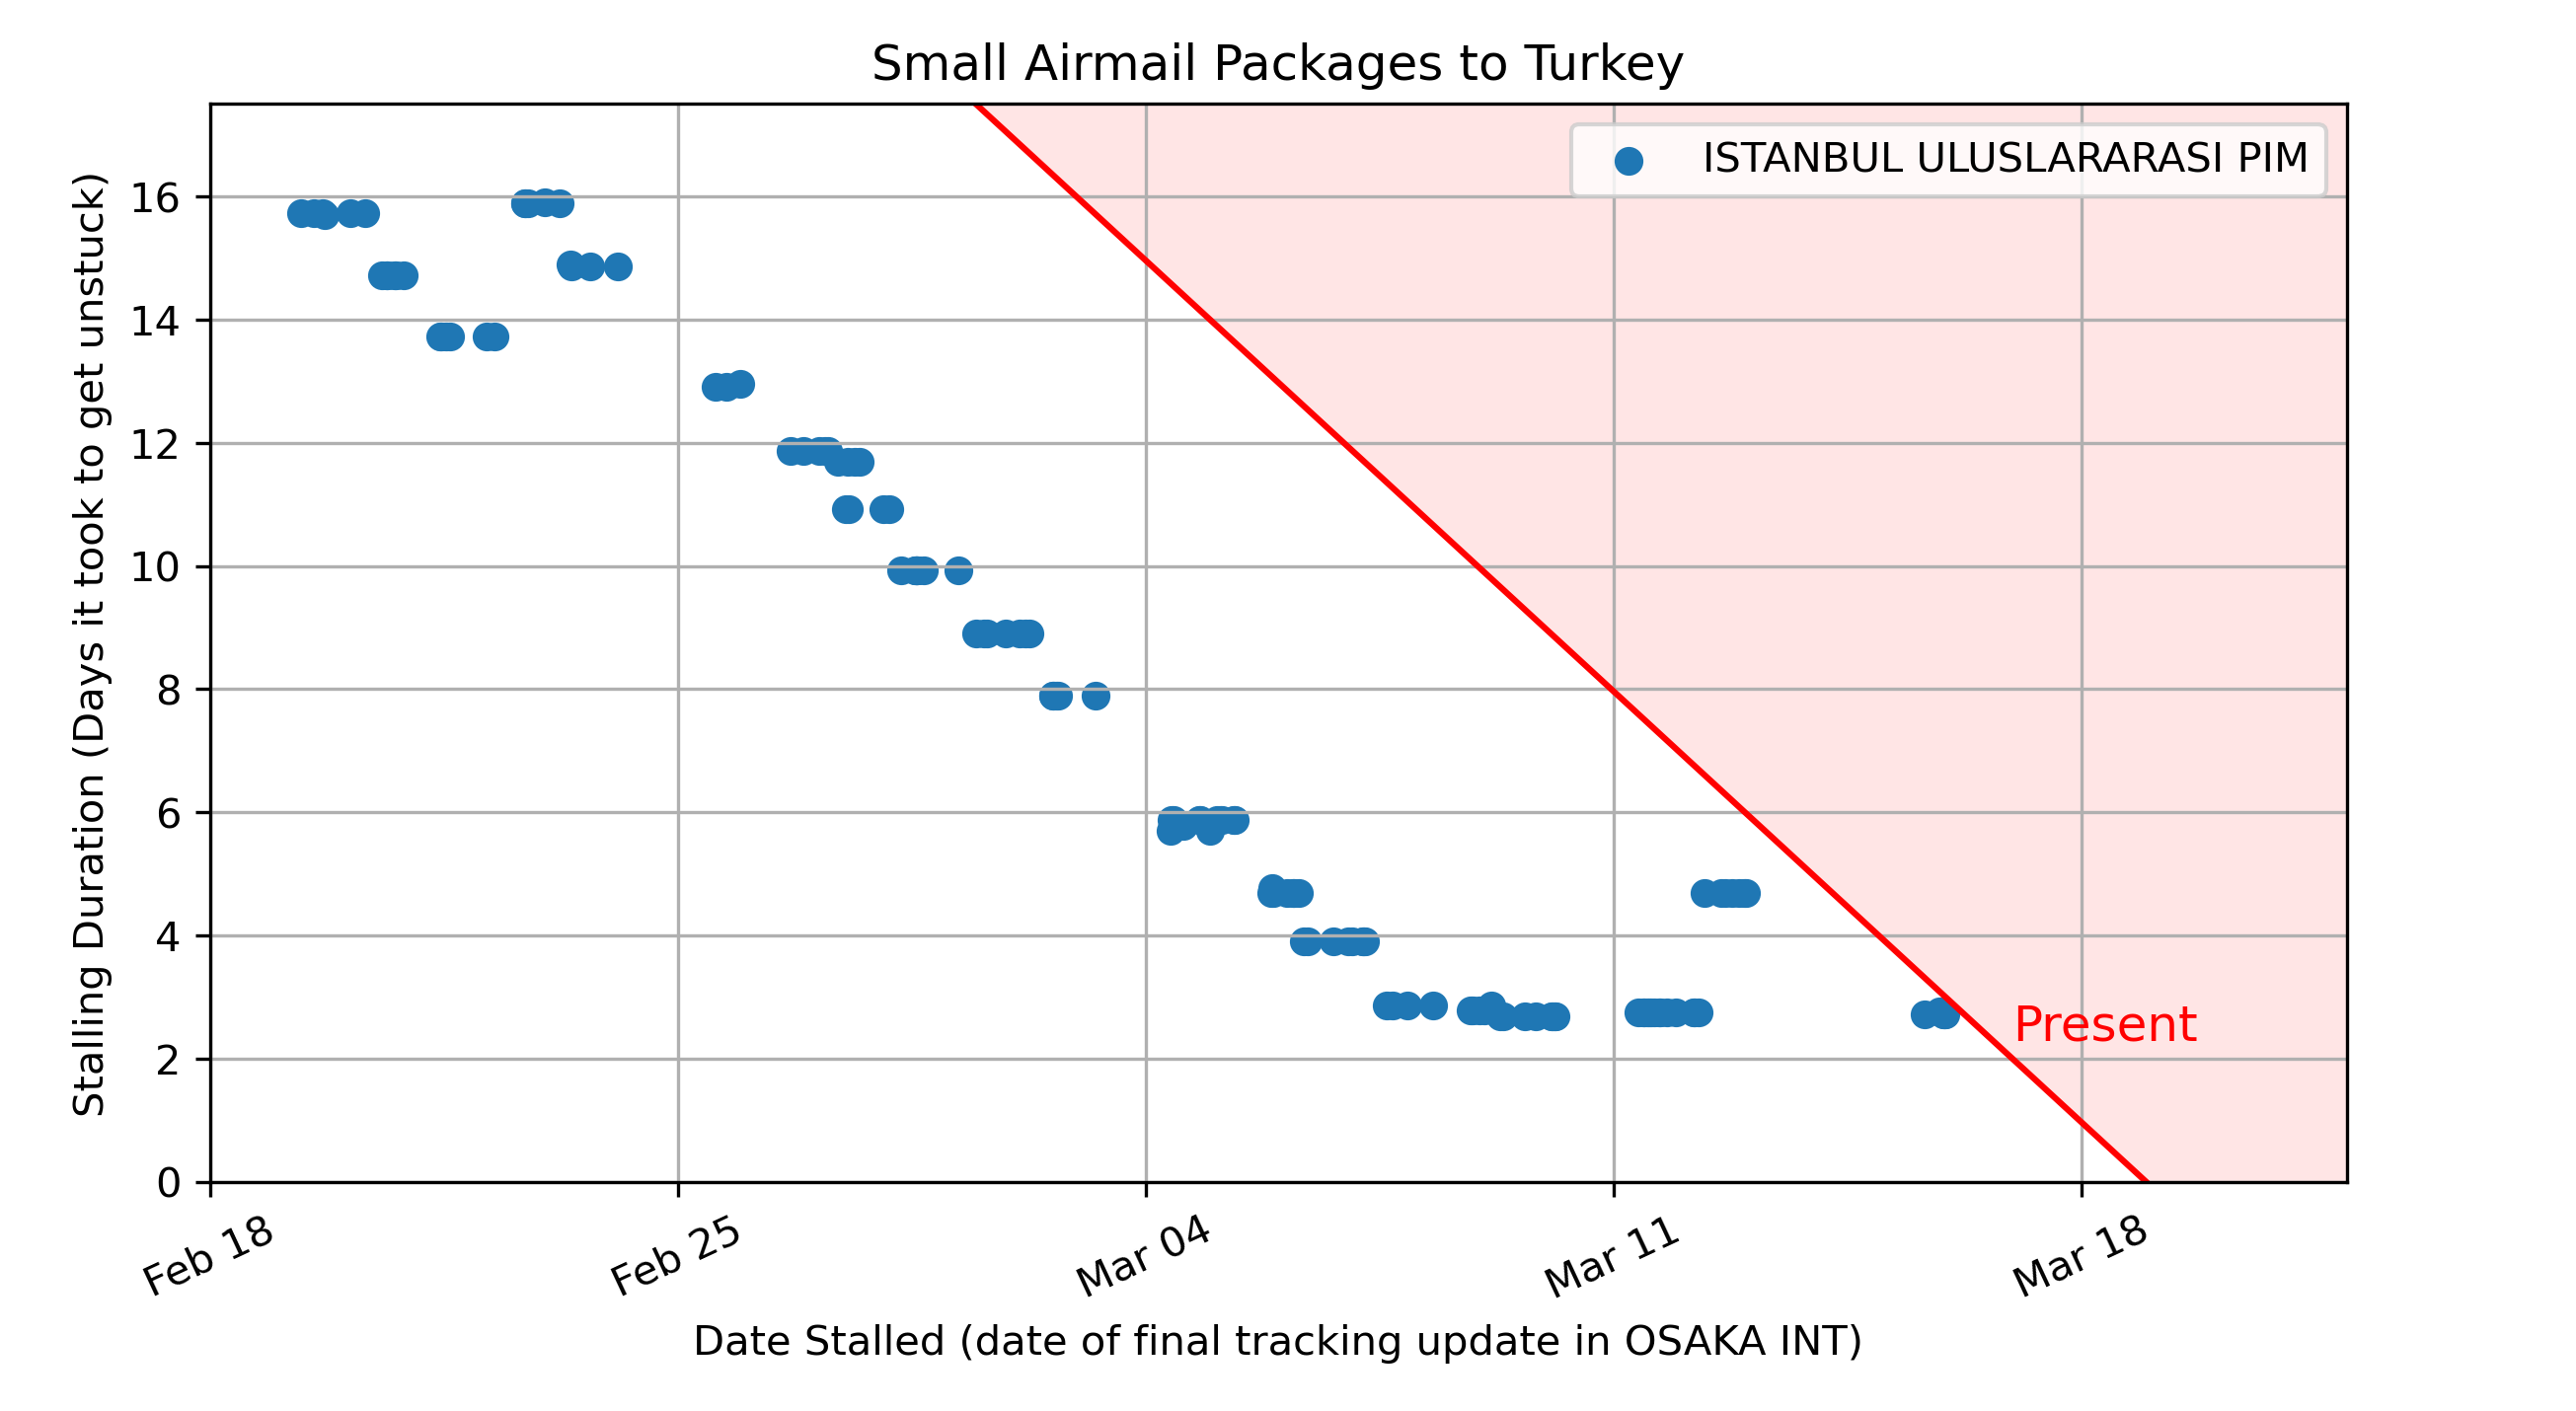 Small Airmail Packages to Turkey
ISTANBUL ULUSLARARASI PIM
Stalling Duration (Days it took to get unstuck)
16
14
12
10
8
6
4
2
0
Present
Feb 18
Feb 25
Mar 04
Mar 11
Mar 18
Date Stalled (date of final tracking update in OSAKA INT)